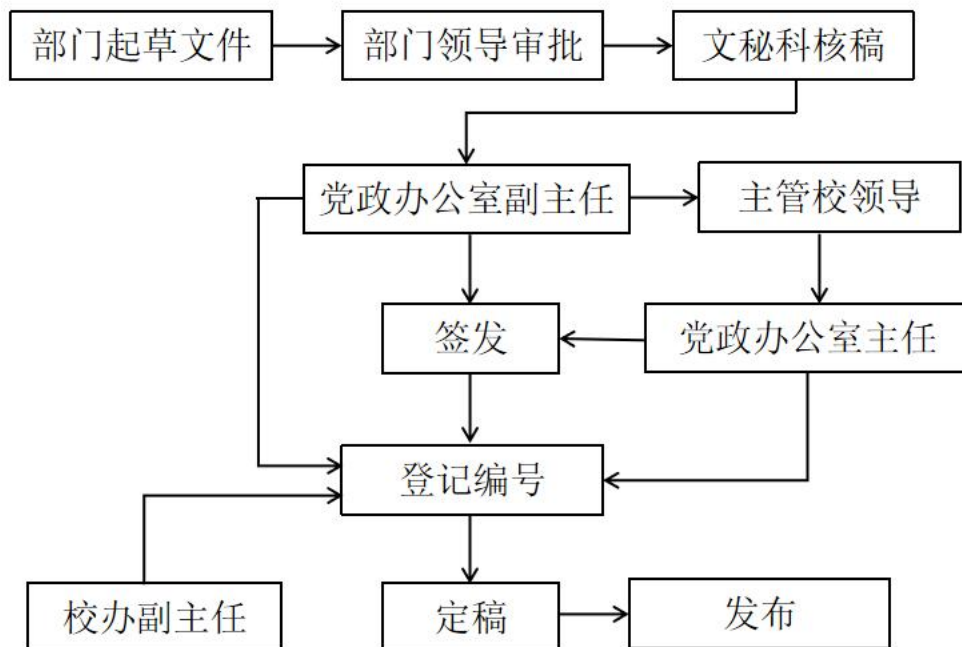 部门起草文件
部门领导审批
文秘科核稿
党政办公室副主任
主管校领导
签发
党政办公室主任
登记编号
校办副主任
定稿
发布